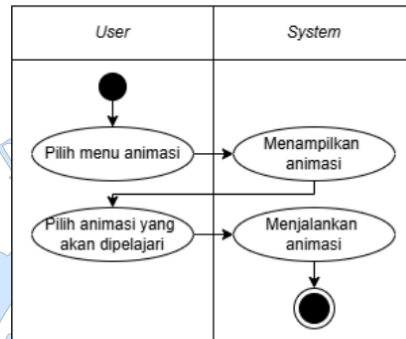 User
System
Pilih menu animasi
Menampilkan
animasi
Pilih animasi yang
akan dipelajari
Menjalankan
animasi